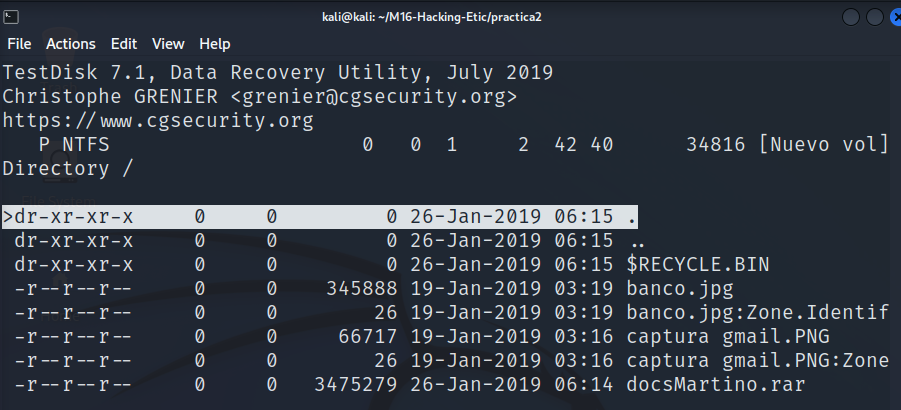 kali@kali: ~/M16-Hacking-Etic/practica2
File Actions Edit View Help
TestDisk 7.1, Data Recovery Utility, July 2019
Christophe GRENIER <grenier@cgsecurity.org>
https://www.cgsecurity.org
P NTFS 0 0 1 2 42 40 34816 [Nuevo vol]
Directory /
>dr-xr-xr-x 0 0 0 26-Jan-2019 06:15 .
dr-xr-xr-x 0 0 0 26-Jan-2019 06:15 ..
dr-xr-xr-x 0 0 0 26-Jan-2019 06:15 $RECYCLE.BIN
-r--r--r-- 0 0 345888 19-Jan-2019 03:19 banco.jpg
-r--r--r-- 0 0 26 19-Jan-2019 03:19 banco.jpg:Zone.Identif
-r--r--r-- 0 0 66717 19-Jan-2019 03:16 captura gmail.PNG
-r--r--r-- 0 0 26 19-Jan-2019 03:16 captura gmail.PNG:Zone
-r--r--r-- 0 0 3475279 26-Jan-2019 06:14 docsMartino.rar